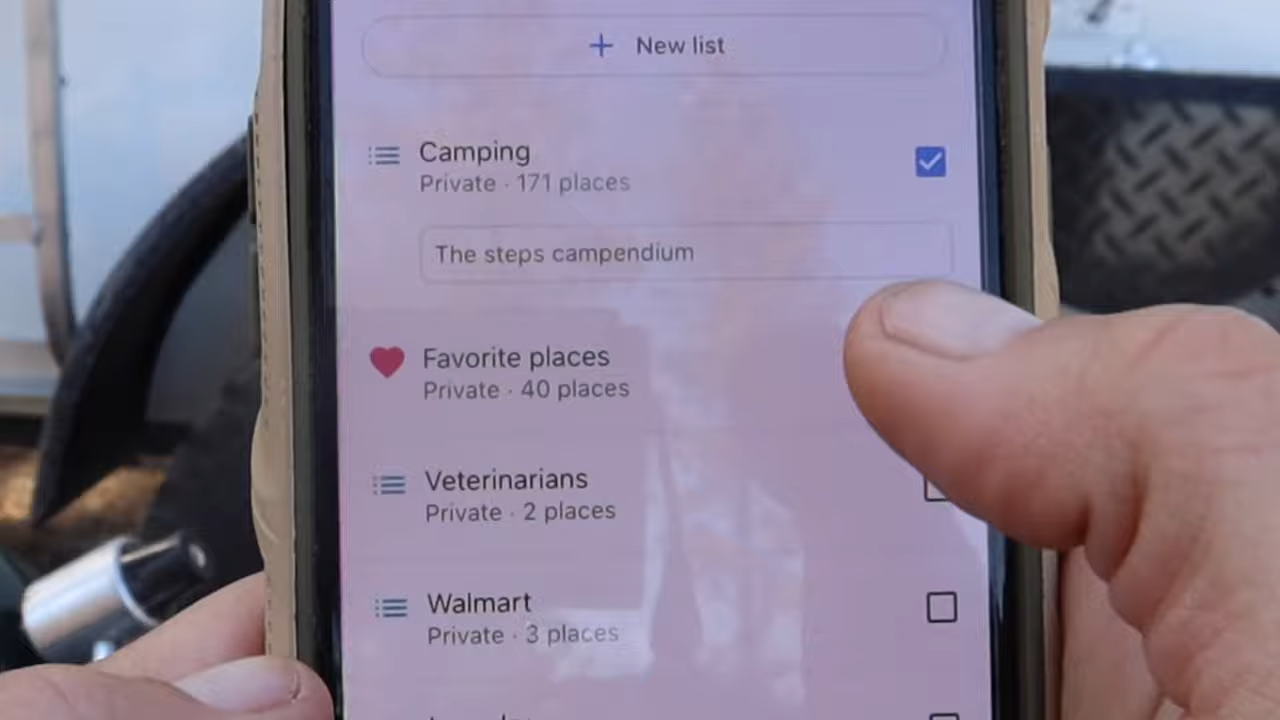 + New list
Camping
Private · 171 places
The steps campendium
Favorite places
Private · 40 places
Veterinarians
Private · 2 places
Walmart
Private · 3 places